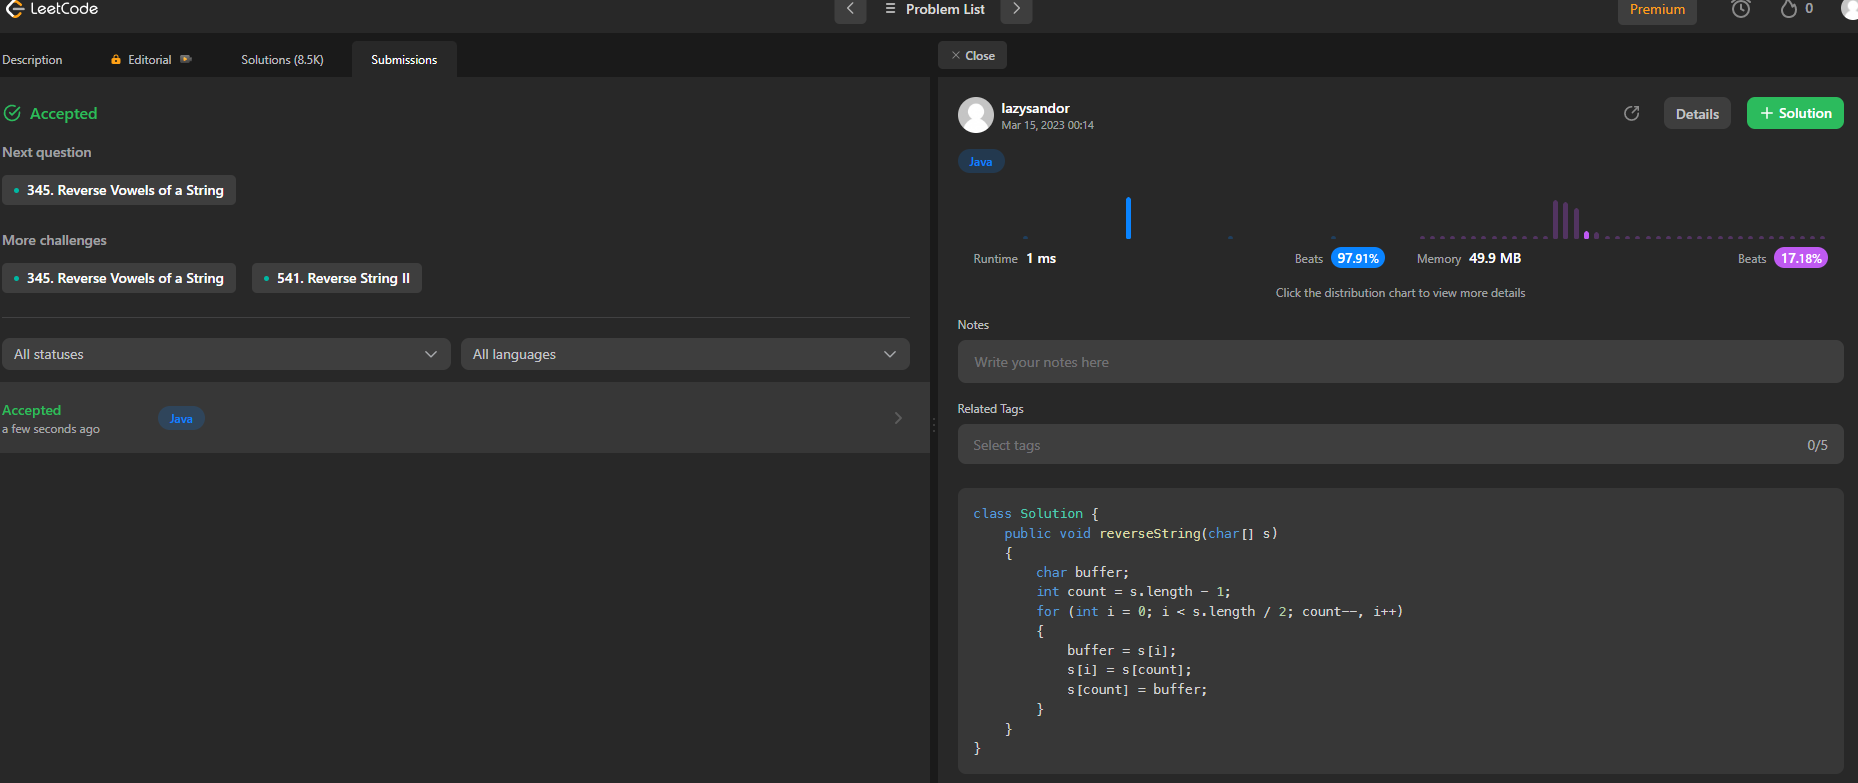 LeetCode
Problem List
Premium
0
Description
Editorial
Solutions (8.5K)
Submissions
Accepted
Next question
345. Reverse Vowels of a String
More challenges
345. Reverse Vowels of a String
541. Reverse String II
All statuses
All languages
Accepted
a few seconds ago
Java
Close
lazysandor
Mar 15, 2023 00:14
Details
+ Solution
Java
Runtime 1 ms
Beats 97.91%
Memory 49.9 MB
Beats 17.18%
Click the distribution chart to view more details
Notes
Write your notes here
Related Tags
Select tags
0/5
class Solution {
    public void reverseString(char[] s)
    {
        char buffer;
        int count = s.length - 1;
        for (int i = 0; i < s.length / 2; count--, i++)
        {
            buffer = s[i];
            s[i] = s[count];
            s[count] = buffer;
        }
    }
}